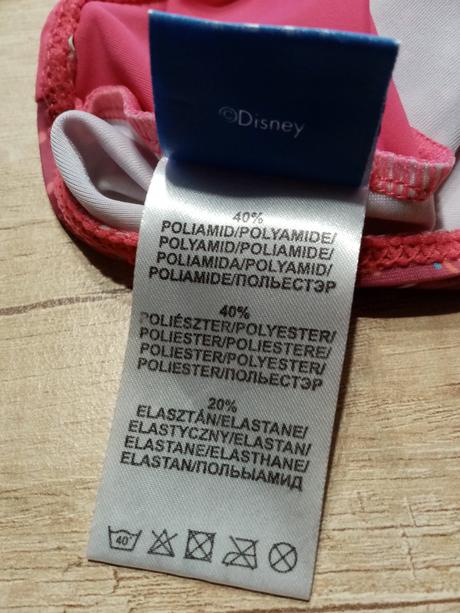 ©Disney
40%
POLIAMID/POLYAMIDE/
POLYAMID/POLIAMIDE/
POLIAMIDA/POLYAMID/
POLIAMIDE/ПОЛЬЕСТЭР
40%
POLIÉSZTER/POLYESTER/
POLIESTER/POLIESTERE/
POLIESTER/POLYESTER/
POLIESTER/ПОЛЬЕСТЭР
20%
ELASZTÁN/ELASTANE/
ELASTYCZNY/ELASTAN/
ELASTANE/ELASTHANE/
ELASTAN/ПОЛЬЫАМИД
40°